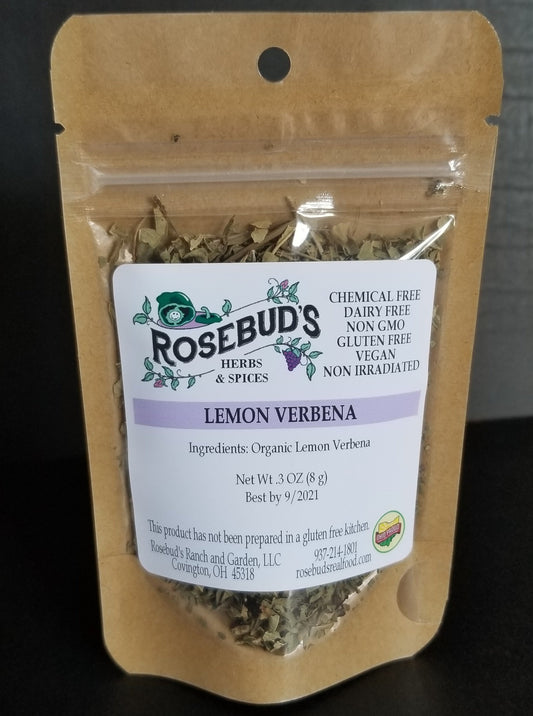 ROSEBUD'S
HERBS
& SPICES
CHEMICAL FREE
DAIRY FREE
NON GMO
GLUTEN FREE
VEGAN
NON IRRADIATED
LEMON VERBENA
Ingredients: Organic Lemon Verbena
Net Wt .3 OZ (8 g)
Best by 9/2021
This product has not been prepared in a gluten free kitchen.
Rosebud's Ranch and Garden, LLC
Covington, OH 45318
937-214-1801
rosebudsrealfood.com